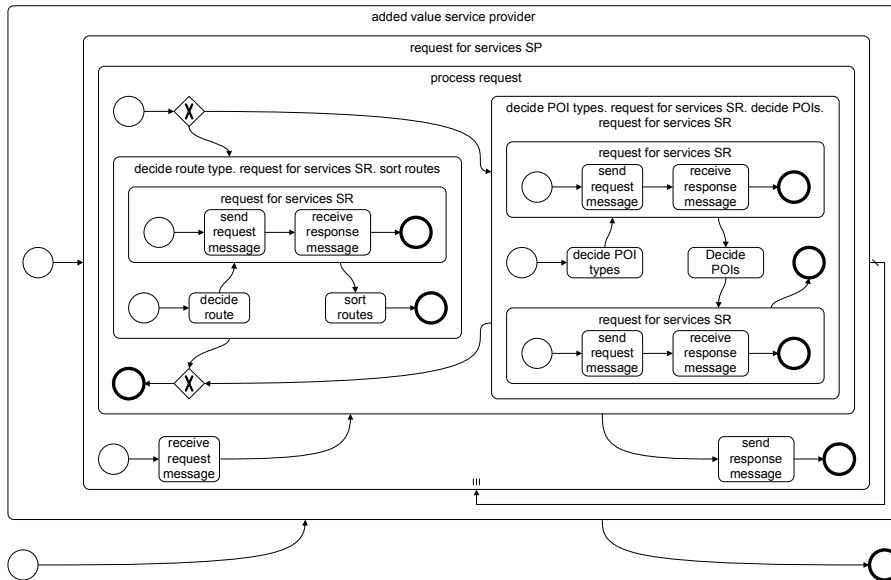 added value service provider
request for services SP
process request
X
decide route type. request for services SR. sort routes
request for services SR
send
request
message
receive
response
message
decide
route
sort
routes
X
decide POI types. request for services SR. decide POIs.
request for services SR
request for services SR
send
request
message
receive
response
message
decide POI
types
Decide
POIs
request for services SR
send
request
message
receive
response
message
receive
request
message
send
response
message